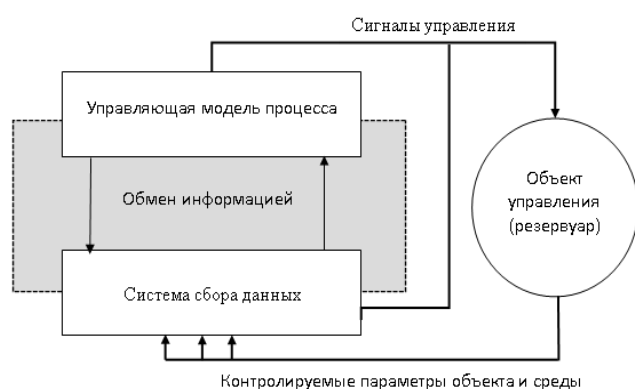 Сигналы управления
Управляющая модель процесса
Обмен информацией
Объект
управления
(резервуар)
Система сбора данных
Контролируемые параметры объекта и среды